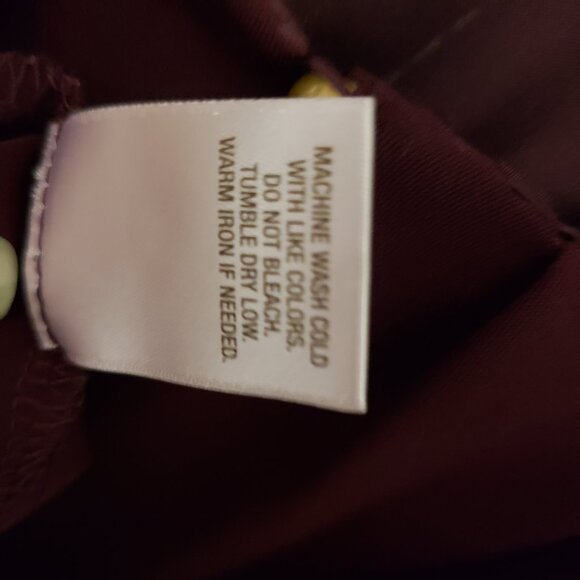 MACHINE WASH COLD
WITH LIKE COLORS.
DO NOT BLEACH.
TUMBLE DRY LOW.
WARM IRON IF NEEDED.